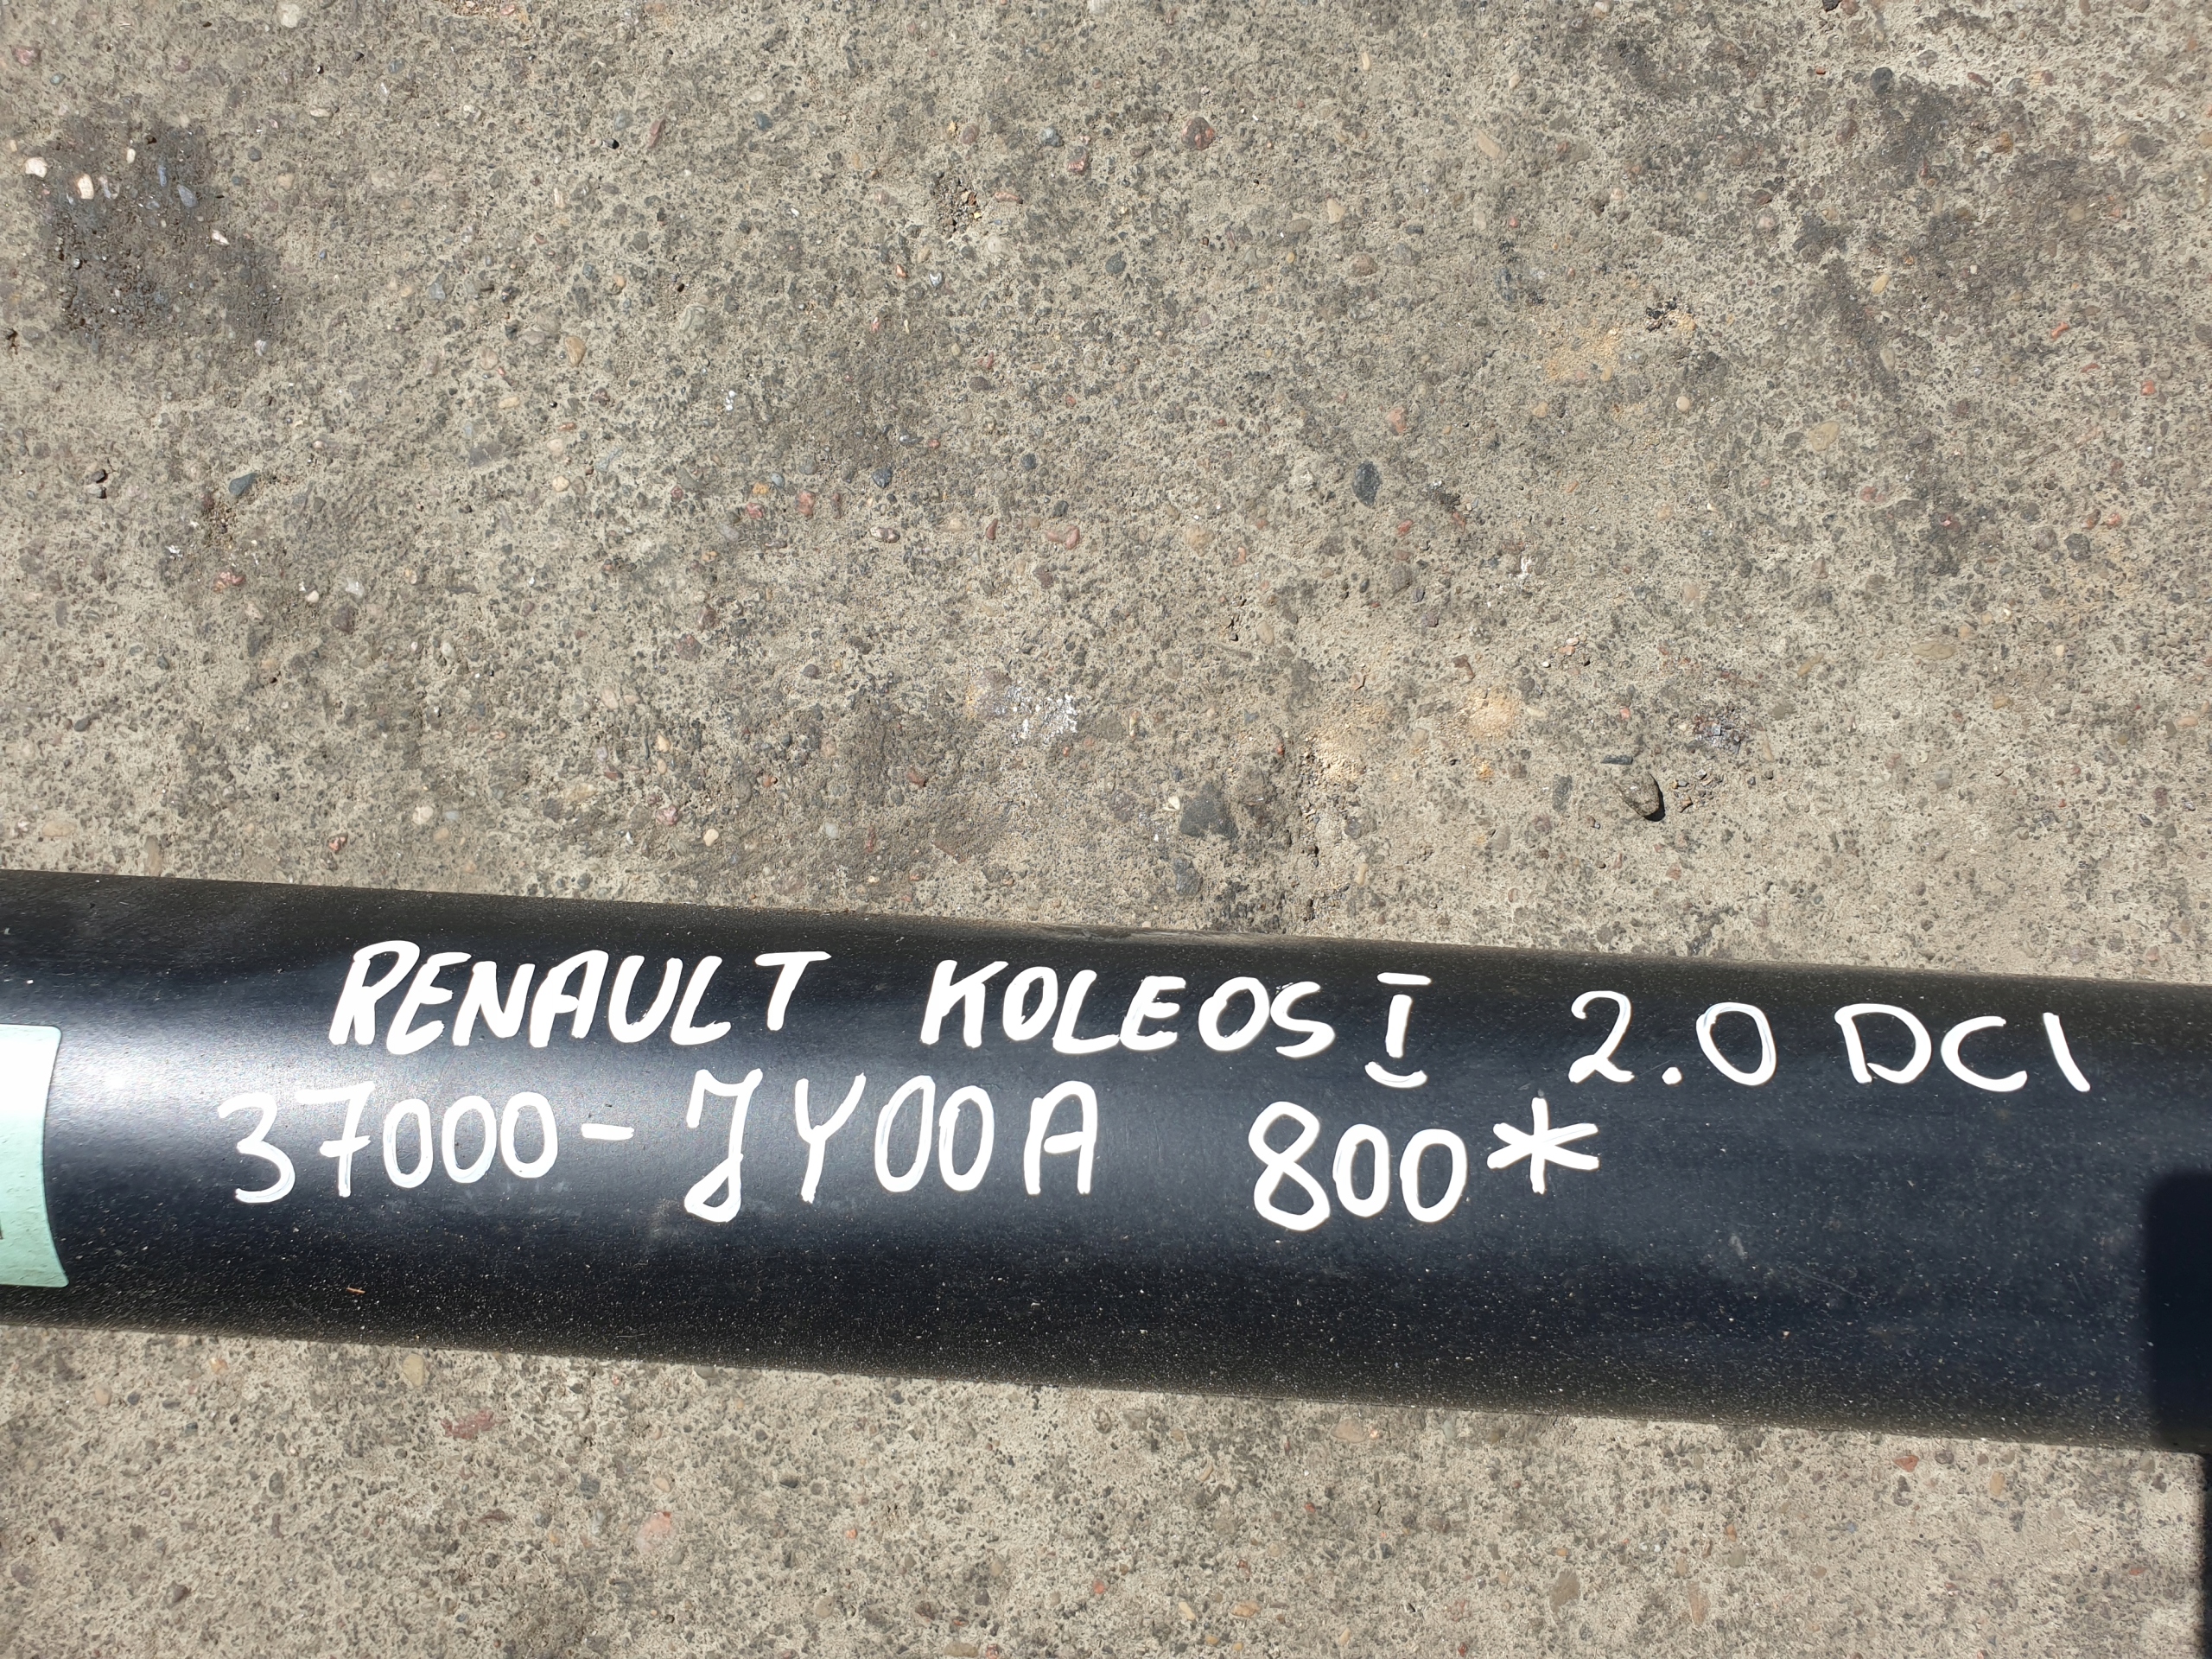 RENAULT KOLEOS I 2.0 DCI
37000-JY00A 800*